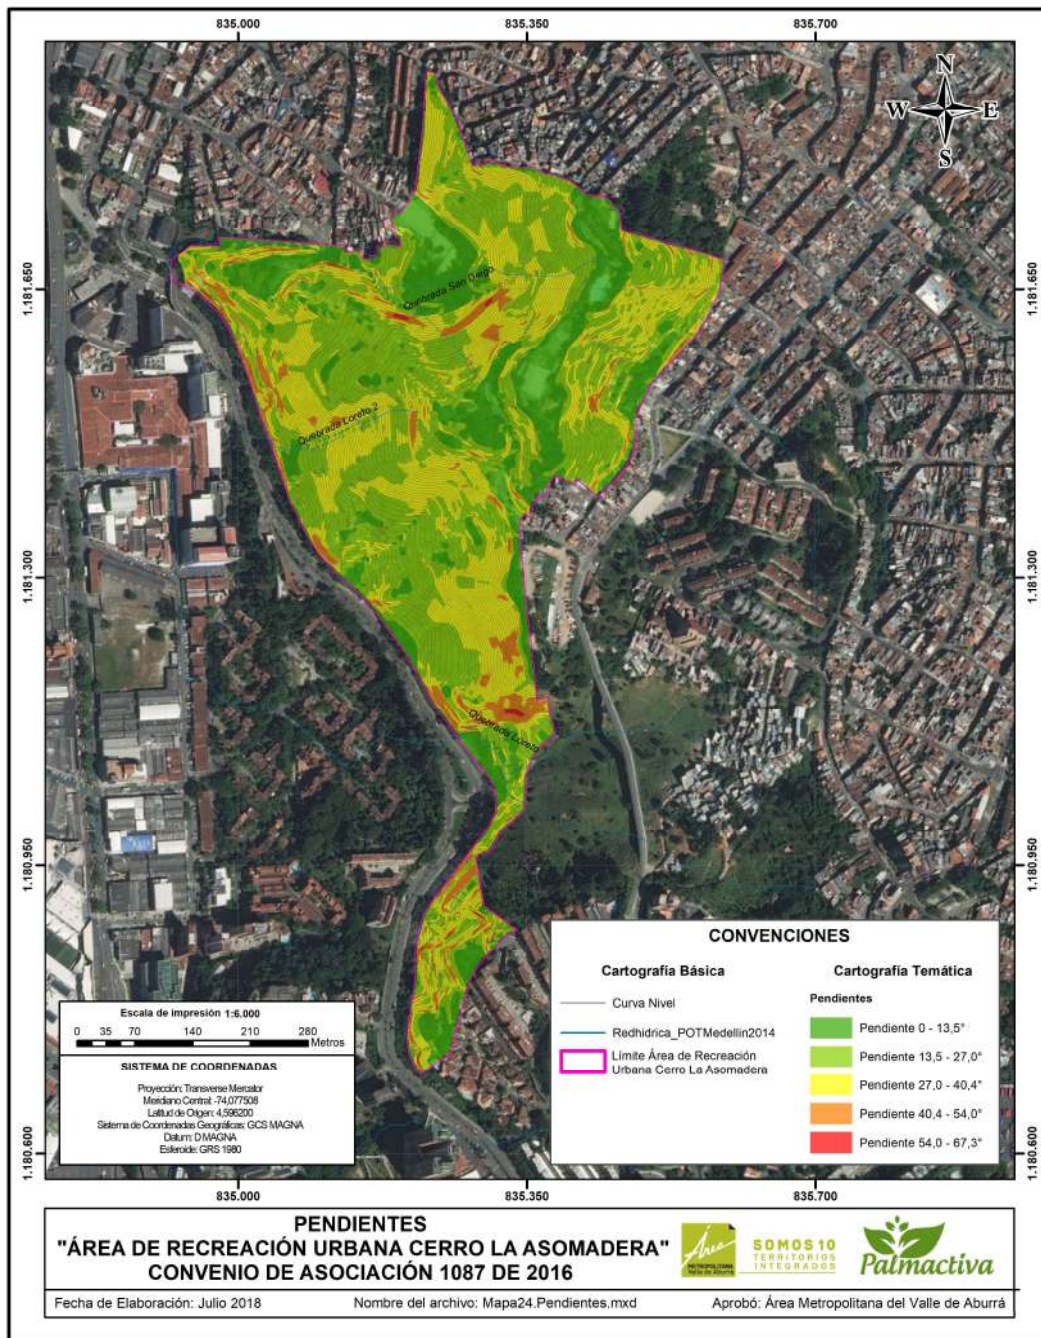 835.000
835.350
835.700
N
W
E
S
1.181.650
1.181.650
Quebrada San Diego
Quebrada Loreto 2
1.181.300
1.181.300
Quebrada Loreto
1.180.950
1.180.950
CONVENCIONES
Cartografía Básica
Curva Nivel
Redhidrica_POTMedellin2014
Límite Área de Recreación
Urbana Cerro La Asomadera
Cartografía Temática
Pendientes
Pendiente 0 - 13,5°
Pendiente 13,5 - 27,0°
Pendiente 27,0 - 40,4°
Pendiente 40,4 - 54,0°
Pendiente 54,0 - 67,3°
Escala de impresión 1:6.000
0 35 70 140 210 280
Metros
SISTEMA DE COORDENADAS
Proyección: Transverse Mercator
Meridiano Central: -74,077508
Latitud de Origen: 4,596200
Sistema de Coordenadas Geográficas: GCS MAGNA
Datum: D MAGNA
Esferoide: GRS 1980
1.180.600
1.180.600
835.000
835.350
835.700
PENDIENTES
"ÁREA DE RECREACIÓN URBANA CERRO LA ASOMADERA"
CONVENIO DE ASOCIACIÓN 1087 DE 2016
Área
METROPOLITANA
Valle de Aburrá
SOMOS 10
TERRITORIOS
INTEGRADOS
Palmactiva
Fecha de Elaboración: Julio 2018
Nombre del archivo: Mapa24.Pendientes.mxd
Aprobó: Área Metropolitana del Valle de Aburrá